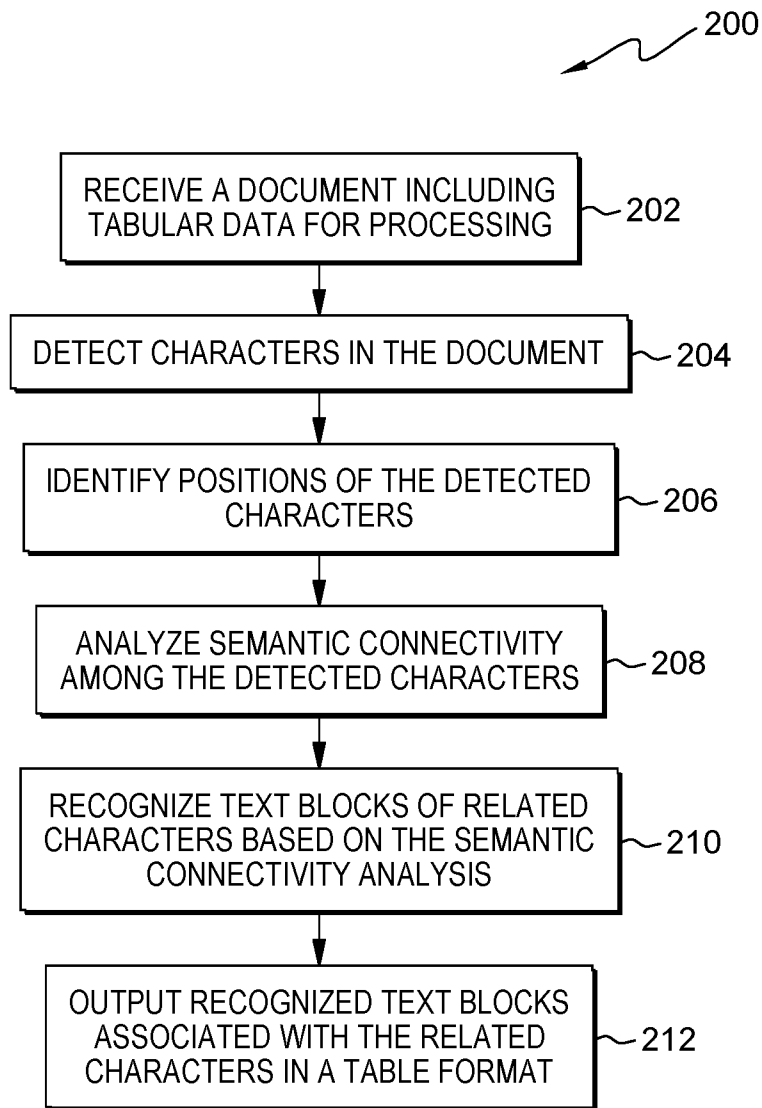 200
RECEIVE A DOCUMENT INCLUDING
TABULAR DATA FOR PROCESSING
202
DETECT CHARACTERS IN THE DOCUMENT
204
IDENTIFY POSITIONS OF THE DETECTED
CHARACTERS
206
ANALYZE SEMANTIC CONNECTIVITY
AMONG THE DETECTED CHARACTERS
208
RECOGNIZE TEXT BLOCKS OF RELATED
CHARACTERS BASED ON THE SEMANTIC
CONNECTIVITY ANALYSIS
210
OUTPUT RECOGNIZED TEXT BLOCKS
ASSOCIATED WITH THE RELATED
CHARACTERS IN A TABLE FORMAT
212